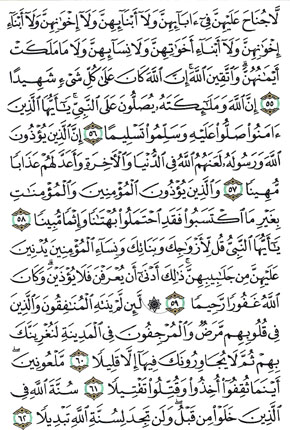 لَّا جُنَاحَ عَلَيْهِنَّ فِىٓ ءَابَآئِهِنَّ وَلَآ أَبْنَآئِهِنَّ وَلَآ إِخْوَٰنِهِنَّ وَلَآ أَبْنَآءِ
إِخْوَٰنِهِنَّ وَلَآ أَبْنَآءِ أَخَوَٰتِهِنَّ وَلَا نِسَآئِهِنَّ وَلَا مَا مَلَكَتْ
أَيْمَٰنُهُنَّ ۗ وَٱتَّقِينَ ٱللَّهَ ۚ إِنَّ ٱللَّهَ كَانَ عَلَىٰ كُلِّ شَىْءٍ شَهِيدًا
٥٥ إِنَّ ٱللَّهَ وَمَلَٰٓئِكَتَهُۥ يُصَلُّونَ عَلَى ٱلنَّبِىِّ ۚ يَٰٓأَيُّهَا ٱلَّذِينَ
ءَامَنُوا۟ صَلُّوا۟ عَلَيْهِ وَسَلِّمُوا۟ تَسْلِيمًا ٥٦ إِنَّ ٱلَّذِينَ يُؤْذُونَ
ٱللَّهَ وَرَسُولَهُۥ لَعَنَهُمُ ٱللَّهُ فِى ٱلدُّنْيَا وَٱلْءَاخِرَةِ وَأَعَدَّ لَهُمْ عَذَابًا
مُّهِينًا ٥٧ وَٱلَّذِينَ يُؤْذُونَ ٱلْمُؤْمِنِينَ وَٱلْمُؤْمِنَٰتِ
بِغَيْرِ مَا ٱكْتَسَبُوا۟ فَقَدِ ٱحْتَمَلُوا۟ بُهْتَٰنًا وَإِثْمًا مُّبِينًا ٥٨
يَٰٓأَيُّهَا ٱلنَّبِىُّ قُل لِّأَزْوَٰجِكَ وَبَنَاتِكَ وَنِسَآءِ ٱلْمُؤْمِنِينَ يُدْنِينَ
عَلَيْهِنَّ مِن جَلَٰبِيبِهِنَّ ۚ ذَٰلِكَ أَدْنَىٰٓ أَن يُعْرَفْنَ فَلَا يُؤْذَيْنَ ۗ وَكَانَ
ٱللَّهُ غَفُورًا رَّحِيمًا ٥٩ ۞ لَّئِن لَّمْ يَنتَهِ ٱلْمُنَٰفِقُونَ وَٱلَّذِينَ
فِى قُلُوبِهِم مَّرَضٌ وَٱلْمُرْجِفُونَ فِى ٱلْمَدِينَةِ لَنُغْرِيَنَّكَ
بِهِمْ ثُمَّ لَا يُجَاوِرُونَكَ فِيهَآ إِلَّا قَلِيلًا ٦٠ مَّلْعُونِينَ ۖ
أَيْنَمَا ثُقِفُوٓا۟ أُخِذُوا۟ وَقُتِّلُوا۟ تَقْتِيلًا ٦١ سُنَّةَ ٱللَّهِ فِى
ٱلَّذِينَ خَلَوْا۟ مِن قَبْلُ ۖ وَلَن تَجِدَ لِسُنَّةِ ٱللَّهِ تَبْدِيلًا ٦٢